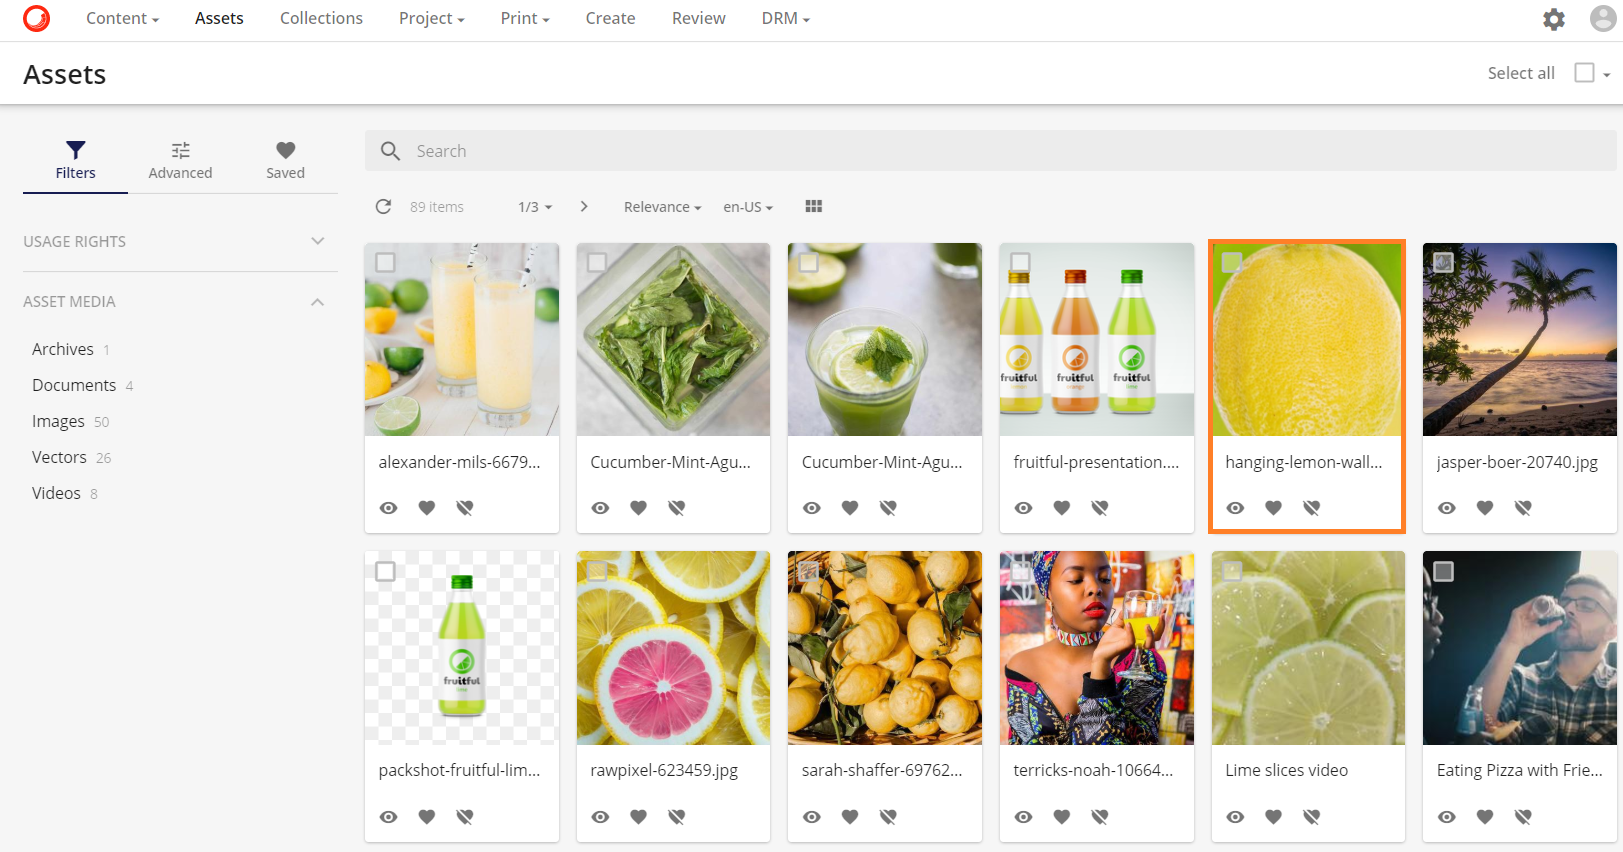 Content Assets Collections Project Print Create Review DRM
Assets
Select all
Filters Advanced Saved
Search
89 items 1/3 Relevance en-US
USAGE RIGHTS
ASSET MEDIA
Archives 1
Documents 4
Images 50
Vectors 26
Videos 8
fruitful fruitful fruitful
orange lime
alexander-mils-6679... Cucumber-Mint-Agu... Cucumber-Mint-Agu... fruitful-presentation.... hanging-lemon-wall... jasper-boer-20740.jpg
fruitful
lime
packshot-fruitful-lim... rawpixel-623459.jpg sarah-shaffer-69762... terricks-noah-10664... Lime slices video Eating Pizza with Frie...